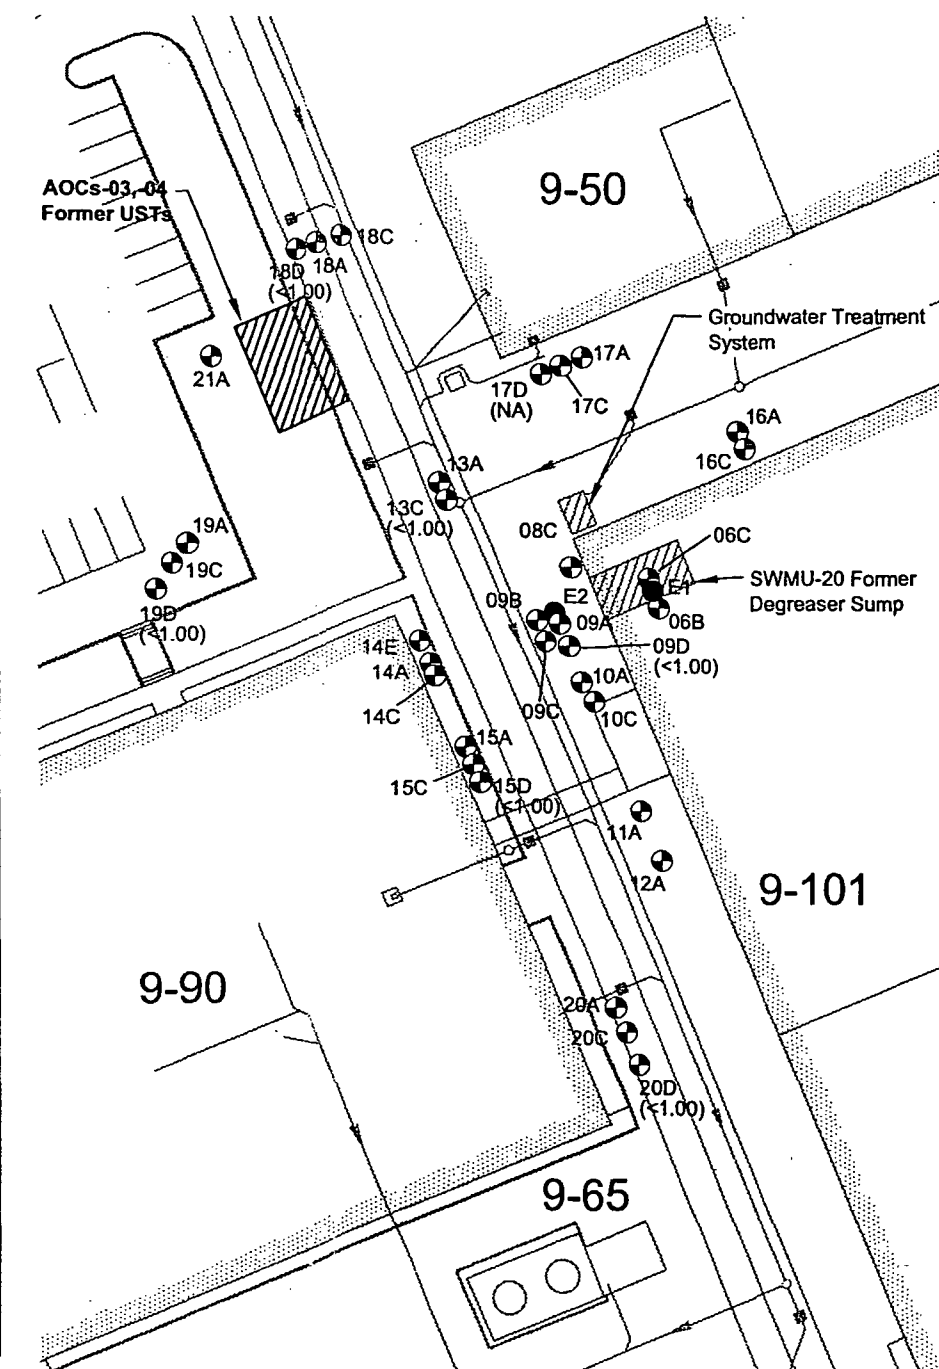 9-50
AOCs-03,-04
Former USTs
18C
18A
18D
(<1.00)
Groundwater Treatment
System
17A
17D
(NA)
17C
21A
16A
16C
13A
13C
(<1.00)
08C
06C
19A
19C
19D
(<1.00)
SWMU-20 Former
Degreaser Sump
E1
E2
09B
09A
06B
09D
(<1.00)
14E
14A
14C
10A
09C
10C
15A
15C
15D
(<1.00)
11A
12A
9-101
9-90
20A
20C
20D
(<1.00)
9-65